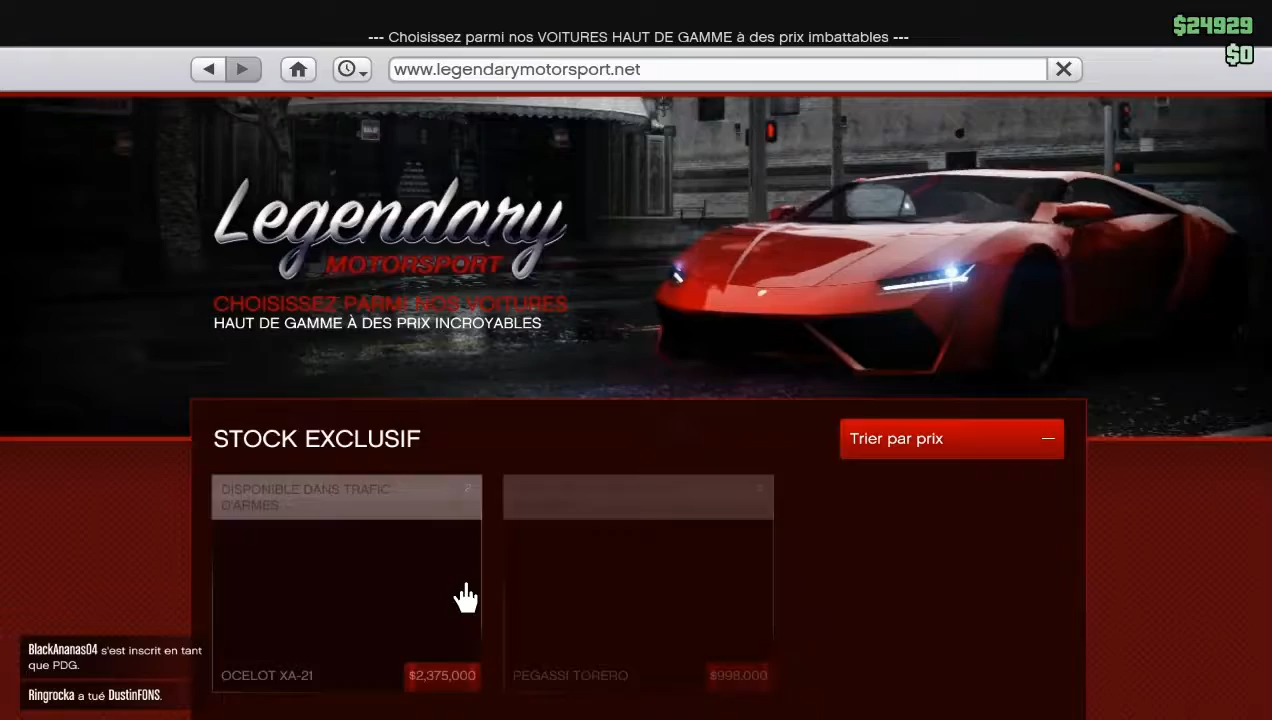 --- Choisissez parmi nos VOITURES HAUT DE GAMME à des prix imbattables ---
$24929
$0
www.legendarymotorsport.net
Legendary
MOTORSPORT
CHOISISSEZ PARMI NOS VOITURES
HAUT DE GAMME À DES PRIX INCROYABLES
STOCK EXCLUSIF
Trier par prix
DISPONIBLE DANS TRAFIC
D'ARMES
OCELOT XA-21
$2,375,000
PEGASSI TORERO
$998,000
BlackAnanas04 s'est inscrit en tant
que PDG.
Ringrocka a tué DustinFONS.